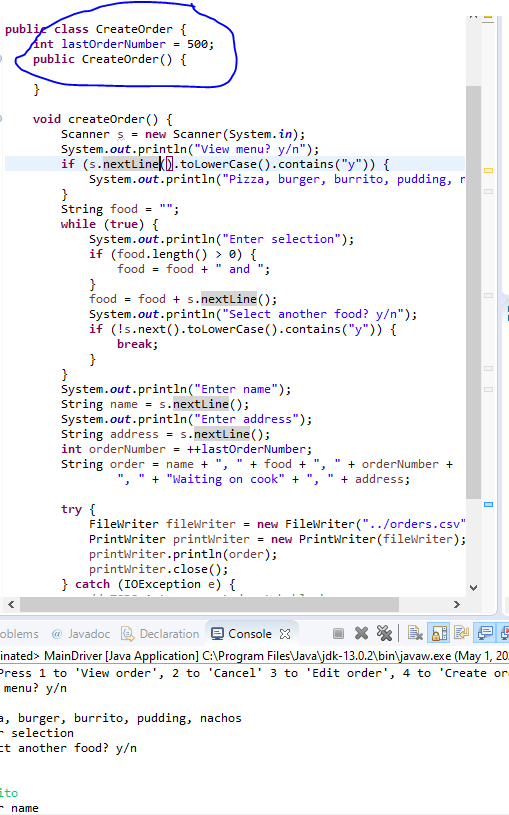 public class CreateOrder {
int lastOrderNumber = 500;
public CreateOrder() {
}
void createOrder() {
Scanner s = new Scanner(System.in);
System.out.println("View menu? y/n");
if (s.nextLine().toLowerCase().contains("y")) {
System.out.println("Pizza, burger, burrito, pudding, n
}
String food = "";
while (true) {
System.out.println("Enter selection");
if (food.length() > 0) {
food = food + " and ";
}
food = food + s.nextLine();
System.out.println("Select another food? y/n");
if (!s.next().toLowerCase().contains("y")) {
break;
}
}
System.out.println("Enter name");
String name = s.nextLine();
System.out.println("Enter address");
String address = s.nextLine();
int orderNumber = ++lastOrderNumber;
String order = name + ", " + food + ", " + orderNumber +
", " + "Waiting on cook" + ", " + address;
try {
FileWriter fileWriter = new FileWriter("../orders.csv"
PrintWriter printWriter = new PrintWriter(fileWriter);
printWriter.println(order);
printWriter.close();
} catch (IOException e) {
oblems @ Javadoc Declaration Console
inated> MainDriver [Java Application] C:\Program Files\Java\jdk-13.0.2\bin\javaw.exe (May 1, 20
Press 1 to 'View order', 2 to 'Cancel' 3 to 'Edit order', 4 to 'Create or
menu? y/n
a, burger, burrito, pudding, nachos
r selection
ct another food? y/n
ito
r name